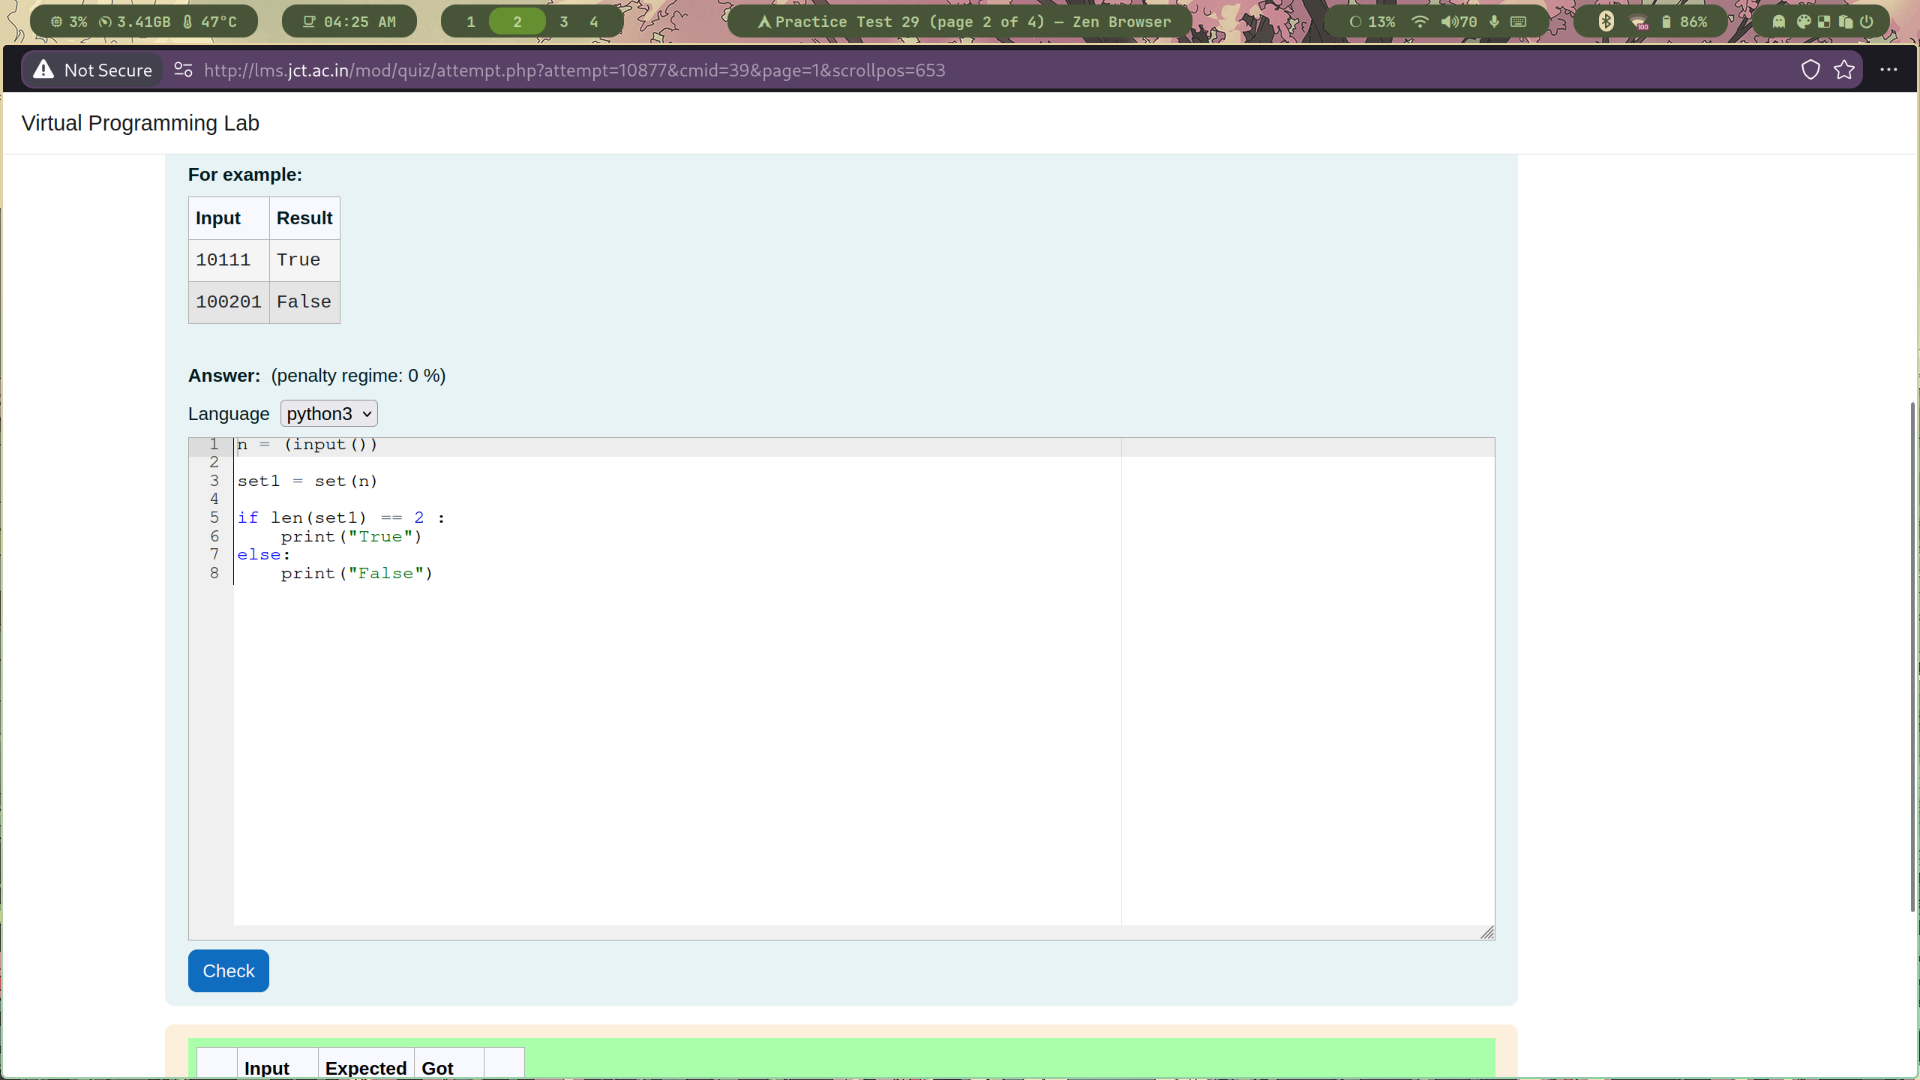 3% 3.41GB 47°C 04:25 AM 1 2 3 4 Practice Test 29 (page 2 of 4) — Zen Browser 13% 70 100 86%
Not Secure http://lms.jct.ac.in/mod/quiz/attempt.php?attempt=10877&cmid=39&page=1&scrollpos=653
Virtual Programming Lab
For example:
Input Result
10111 True
100201 False
Answer: (penalty regime: 0 %)
Language python3
1 n = (input())
2
3 set1 = set(n)
4
5 if len(set1) == 2 :
6     print("True")
7 else:
8     print("False")
Check
Input Expected Got